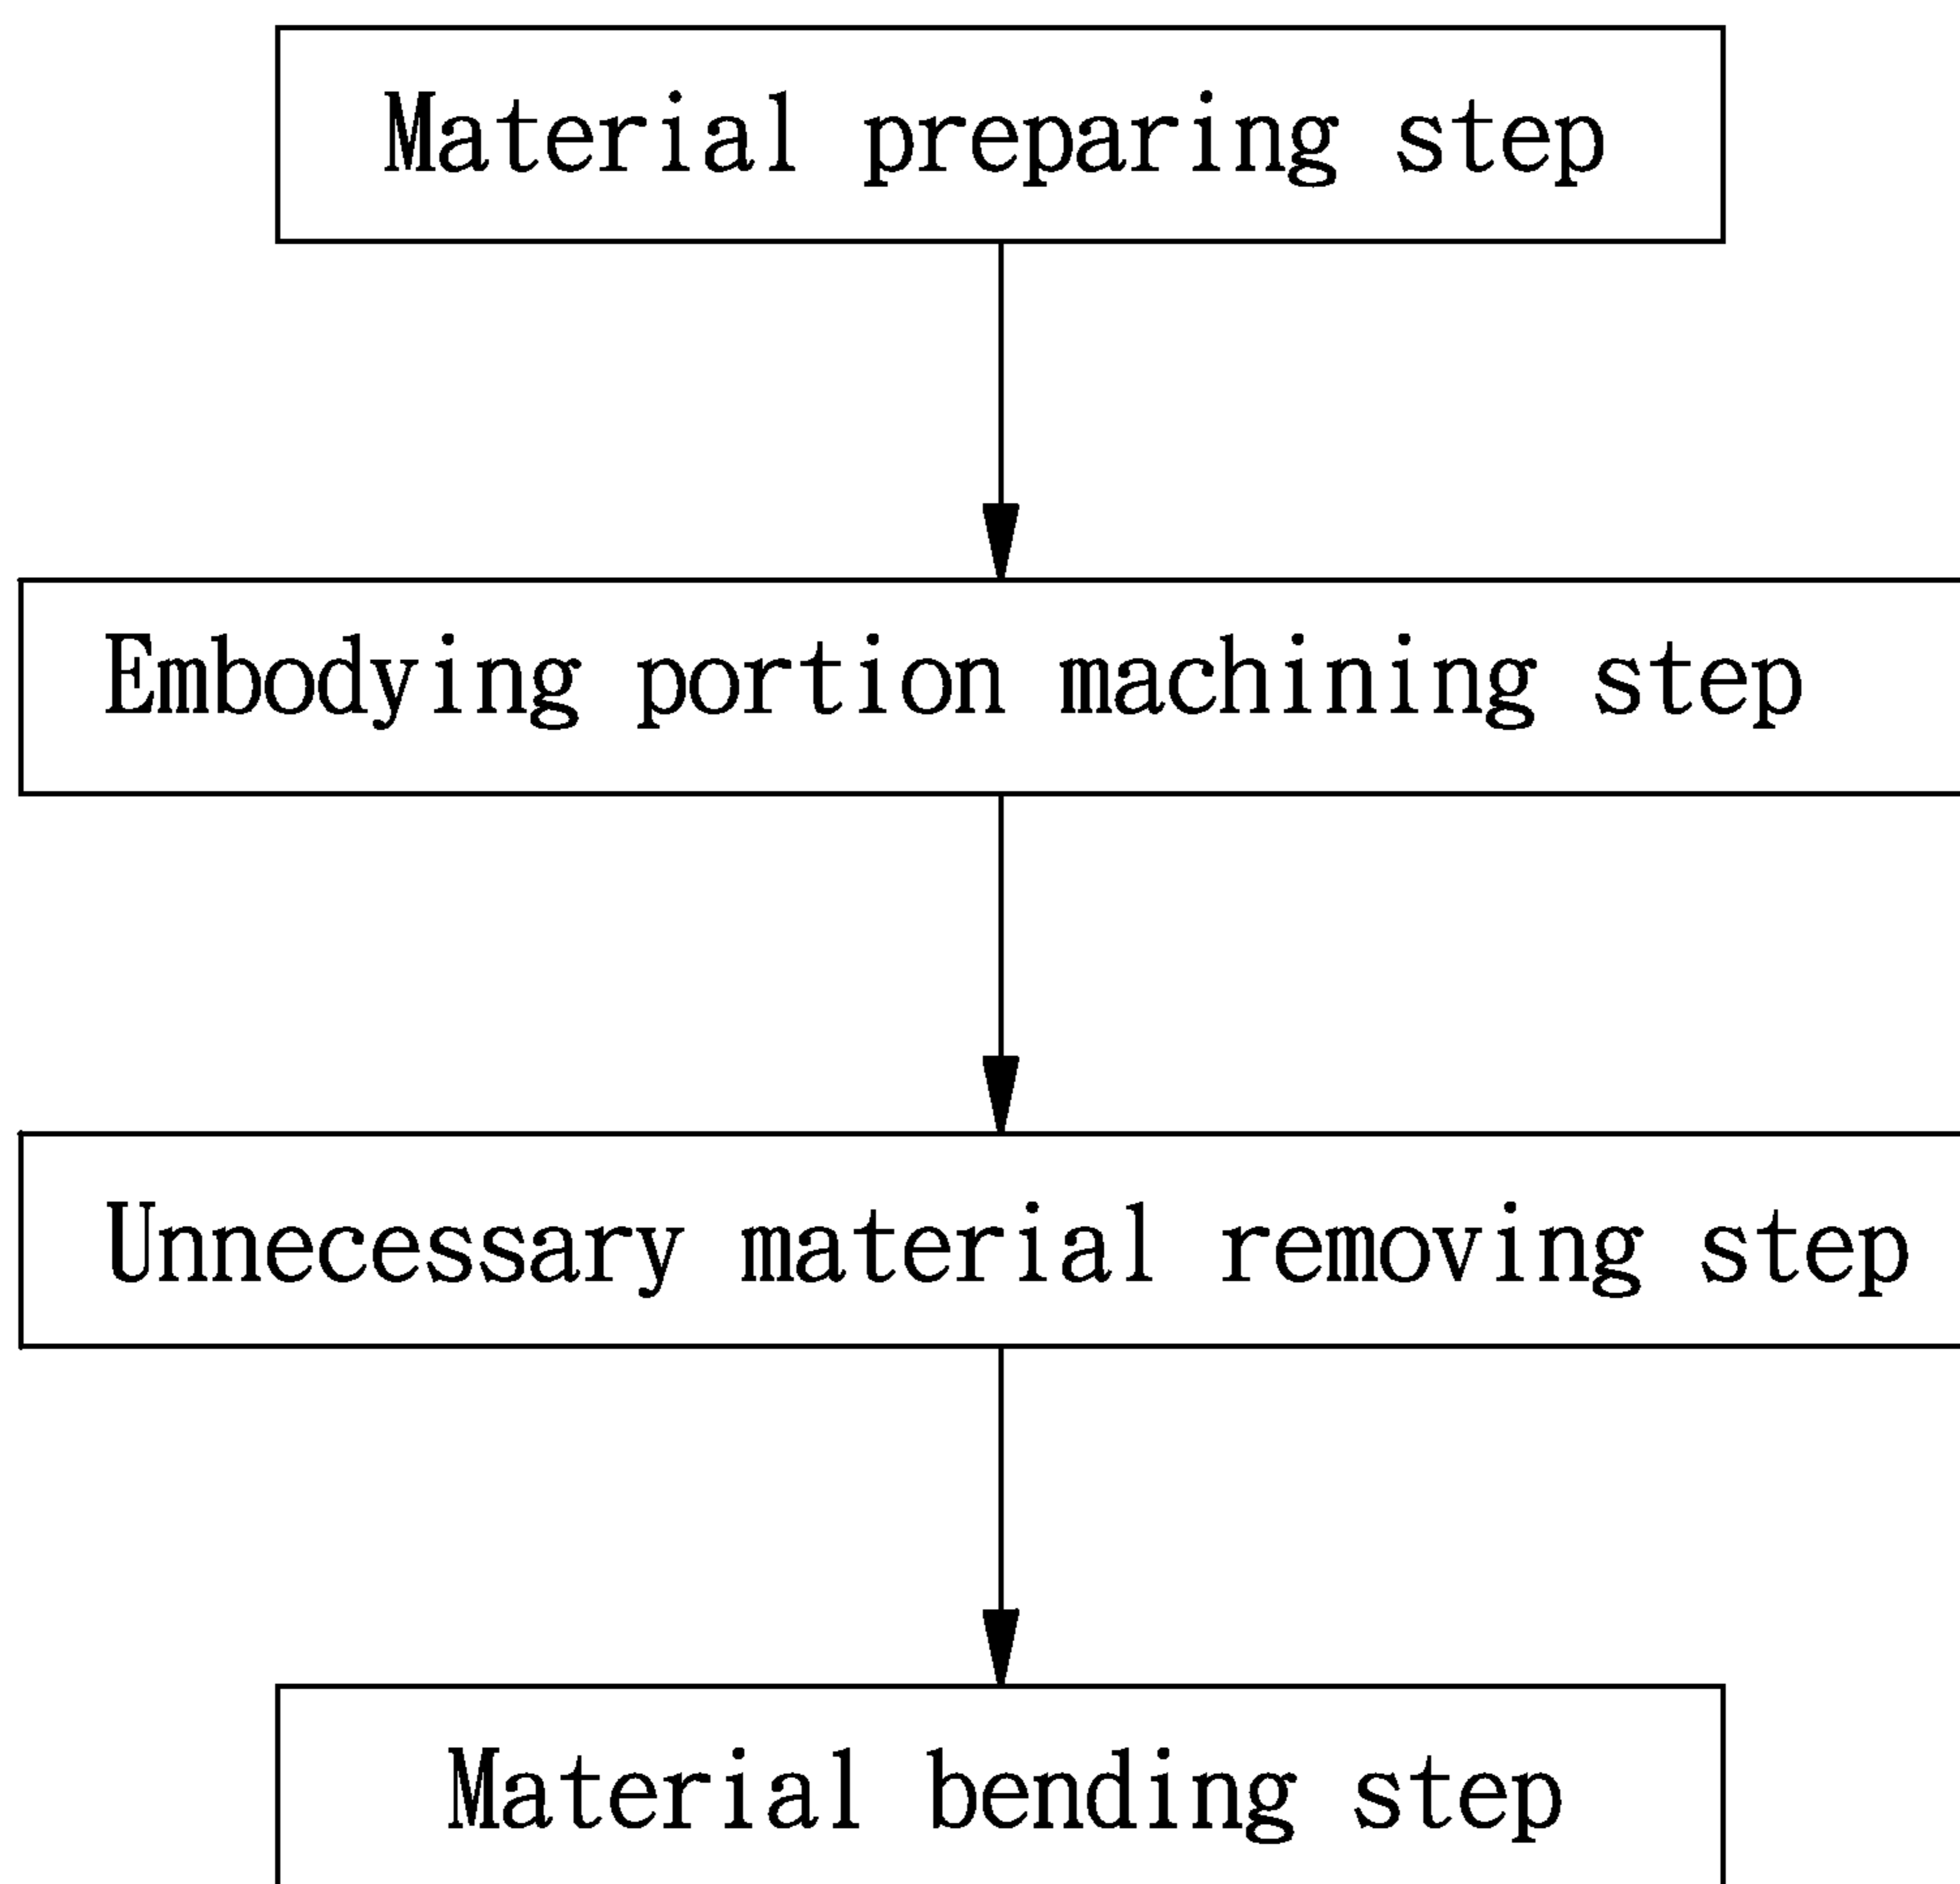 Material preparing step
Embodying portion machining step
Unnecessary material removing step
Material bending step